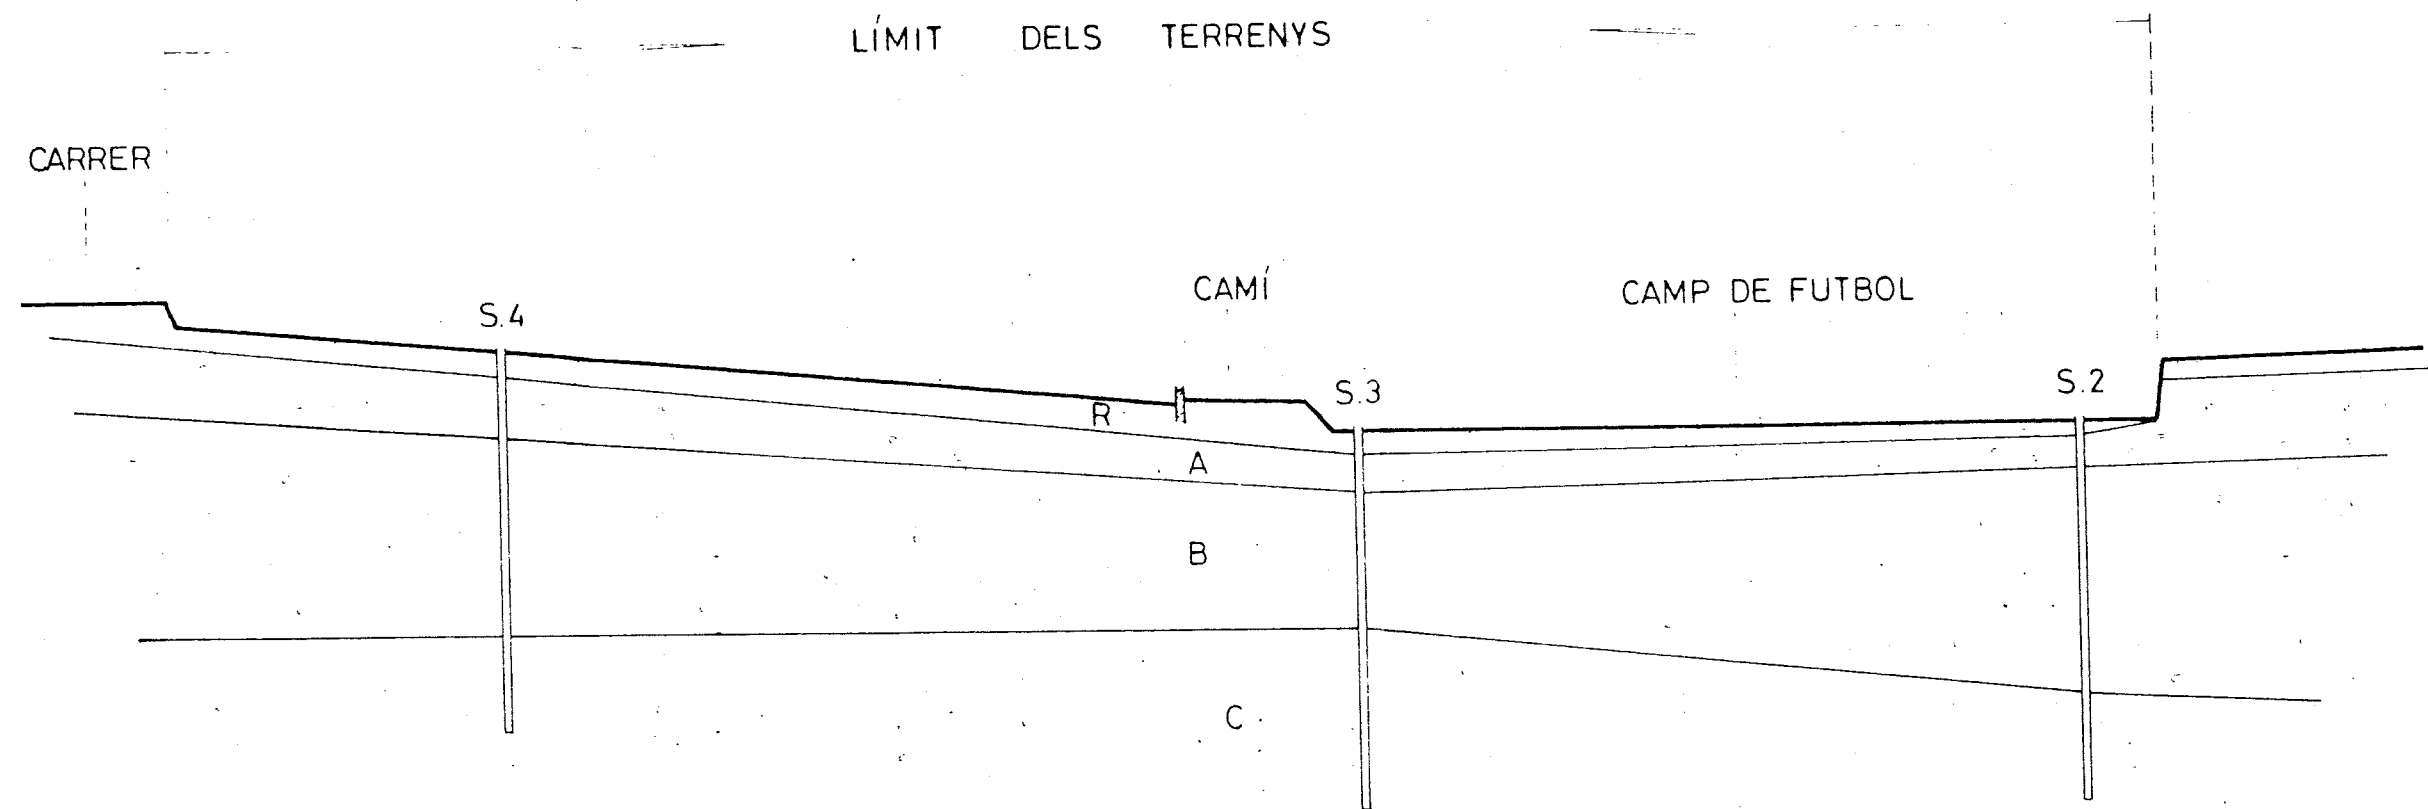 LÍMIT DELS TERRENYS
CARRER
CAMÍ
CAMP DE FUTBOL
S.4
S.3
S.2
R
A
B
C